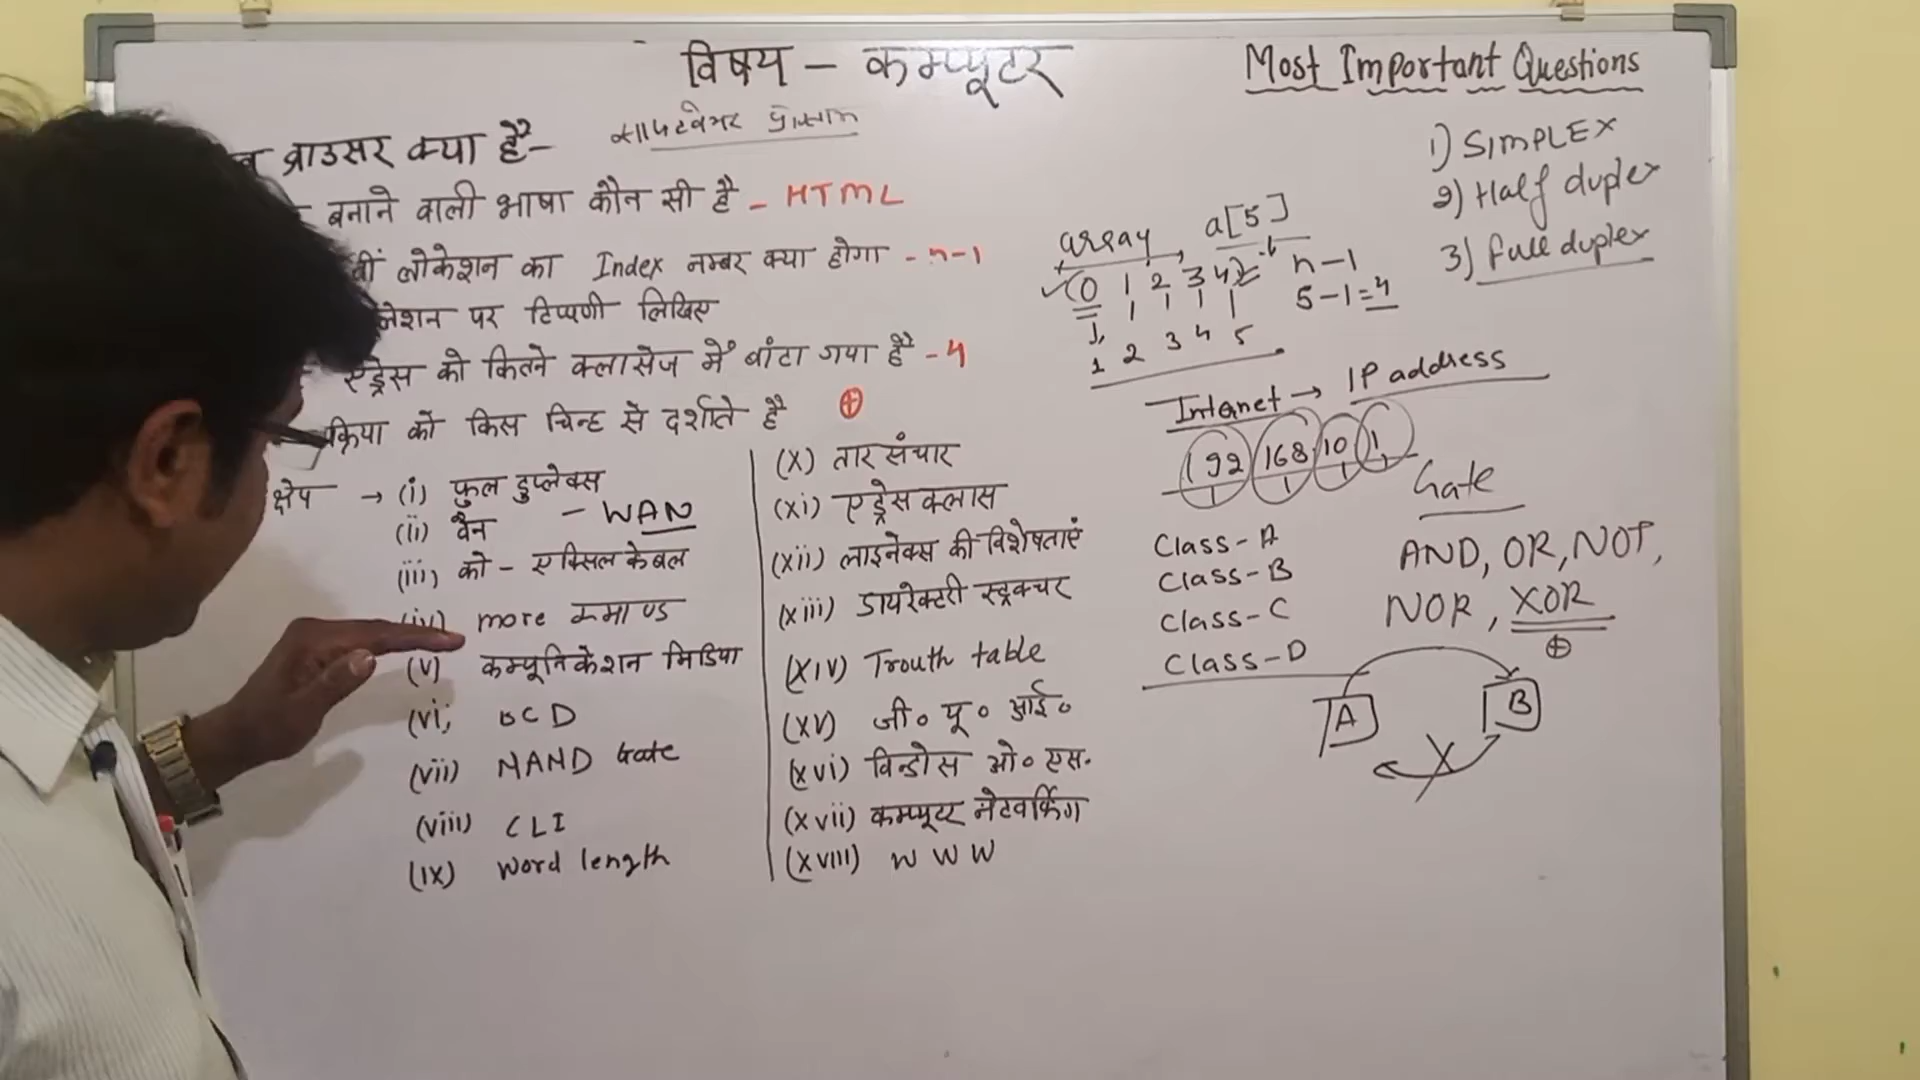 विषय – कम्प्यूटर
Most Important Questions
ब्राउसर क्या है – साफ्टवेयर प्रोग्राम
बनाने वाली भाषा कौन सी है – HTML
वीं लोकेशन का Index नम्बर क्या होगा – n-1
नेशन पर टिप्पणी लिखिए
एड्रेस को कितने क्लासेज में बांटा गया है – 4
क्रिया को किस चिन्ह से दर्शाते है ⊕
क्षेप → (i) फुल डुप्लेक्स
(ii) वैन – WAN
(iii) को – एक्सिल केबल
(iv) more कमाण्ड
(v) कम्यूनिकेशन मिडिया
(vi) BCD
(vii) NAND Gate
(viii) CLI
(ix) Word length
(x) तार संचार
(xi) एड्रेस क्लास
(xii) लाइनेक्स की विशेषताएं
(xiii) डायरेक्टरी स्ट्रक्चर
(xiv) Trouth table
(xv) जी० यू० आई०
(xvi) विन्डोस ओ० एस.
(xvii) कम्प्यूटर नेटवर्किंग
(xviii) WWW
1) SIMPLEX
2) Half duplex
3) full duplex
array, a[5]
0 1 2 3 4
1 2 3 4 5
n-1
5-1=4
Internet → IP address
192 168 10 1
Class-A
Class-B
Class-C
Class-D
Gate
AND, OR, NOT,
NOR, XOR
⊕
A B